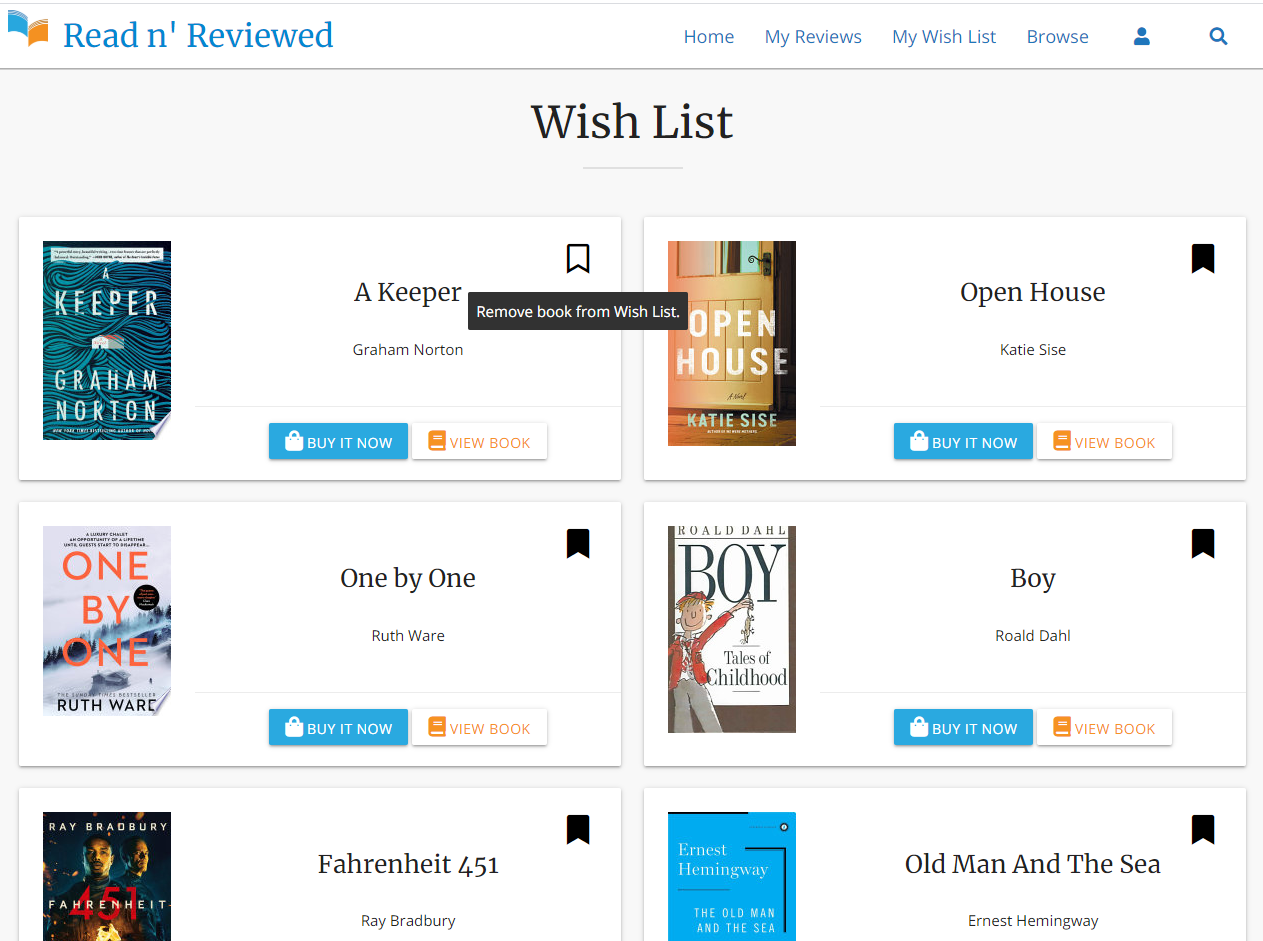 Read n' Reviewed
Home My Reviews My Wish List Browse
Wish List
A
KEEPER
GRAHAM
NORTON
A Keeper
Remove book from Wish List.
Graham Norton
BUY IT NOW VIEW BOOK
OPEN
HOUSE
A Novel
KATIE SISE
Open House
Katie Sise
BUY IT NOW VIEW BOOK
A LUXURY CHALET
AN OPPORTUNITY OF A LIFETIME
UNTIL GUESTS START TO DISAPPEAR...
ONE
BY
ONE
THE SUNDAY TIMES BESTSELLER
RUTH WARE
One by One
Ruth Ware
BUY IT NOW VIEW BOOK
ROALD DAHL
BOY
Tales of
Childhood
Boy
Roald Dahl
BUY IT NOW VIEW BOOK
RAY BRADBURY
451
FAHRENHEIT
Fahrenheit 451
Ray Bradbury
Ernest
Hemingway
THE OLD MAN
AND THE SEA
Old Man And The Sea
Ernest Hemingway